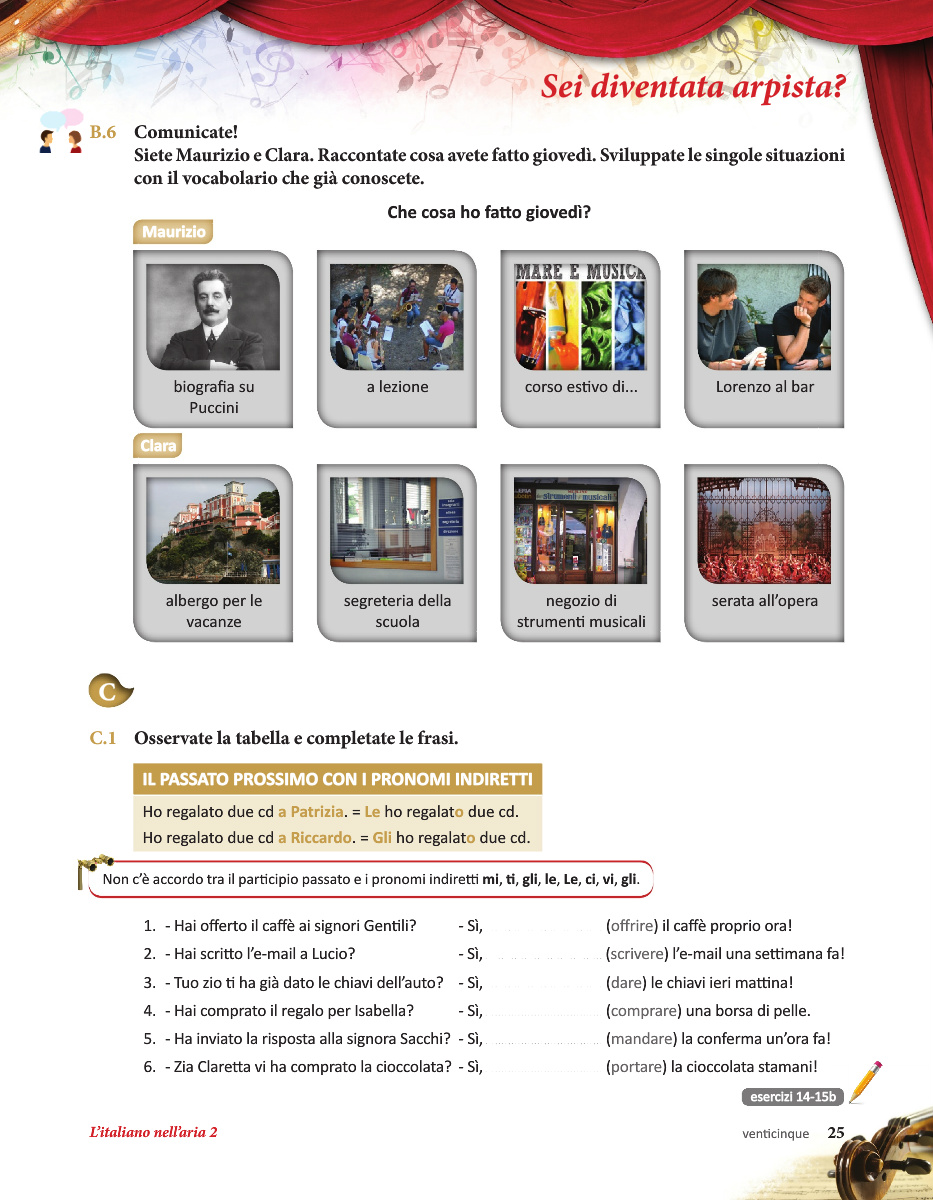 Sei diventata arpista?
B.6 Comunicate!
Siete Maurizio e Clara. Raccontate cosa avete fatto giovedì. Sviluppate le singole situazioni
con il vocabolario che già conoscete.
Che cosa ho fatto giovedì?
Maurizio
MARE E MUSICA
biografia su
Puccini
a lezione
corso estivo di...
Lorenzo al bar
Clara
strumenti musicali
segreteria
albergo per le
vacanze
segreteria della
scuola
negozio di
strumenti musicali
serata all'opera
C
C.1 Osservate la tabella e completate le frasi.
IL PASSATO PROSSIMO CON I PRONOMI INDIRETTI
Ho regalato due cd a Patrizia. = Le ho regalato due cd.
Ho regalato due cd a Riccardo. = Gli ho regalato due cd.
Non c'è accordo tra il participio passato e i pronomi indiretti mi, ti, gli, le, Le, ci, vi, gli.
1. - Hai offerto il caffè ai signori Gentili? - Sì, .................... (offrire) il caffè proprio ora!
2. - Hai scritto l'e-mail a Lucio? - Sì, .................... (scrivere) l'e-mail una settimana fa!
3. - Tuo zio ti ha già dato le chiavi dell'auto? - Sì, .................... (dare) le chiavi ieri mattina!
4. - Hai comprato il regalo per Isabella? - Sì, .................... (comprare) una borsa di pelle.
5. - Ha inviato la risposta alla signora Sacchi? - Sì, .................... (mandare) la conferma un'ora fa!
6. - Zia Claretta vi ha comprato la cioccolata? - Sì, .................... (portare) la cioccolata stamani!
esercizi 14-15b
L'italiano nell'aria 2
venticinque 25